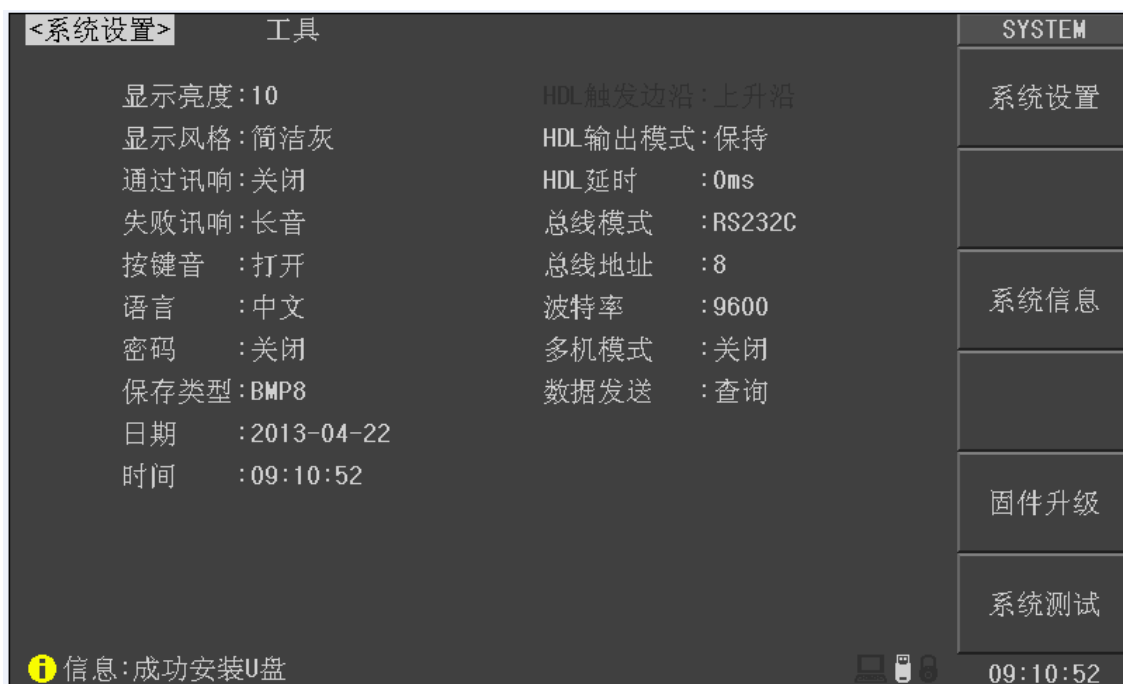 <系统设置> 工具
显示亮度:10
显示风格:简洁灰
通过讯响:关闭
失败讯响:长音
按键音 :打开
语言 :中文
密码 :关闭
保存类型:BMP8
日期 :2013-04-22
时间 :09:10:52
HDL触发边沿:上升沿
HDL输出模式:保持
HDL延时 :0ms
总线模式 :RS232C
总线地址 :8
波特率 :9600
多机模式 :关闭
数据发送 :查询
SYSTEM
系统设置
系统信息
固件升级
系统测试
信息:成功安装U盘
09:10:52